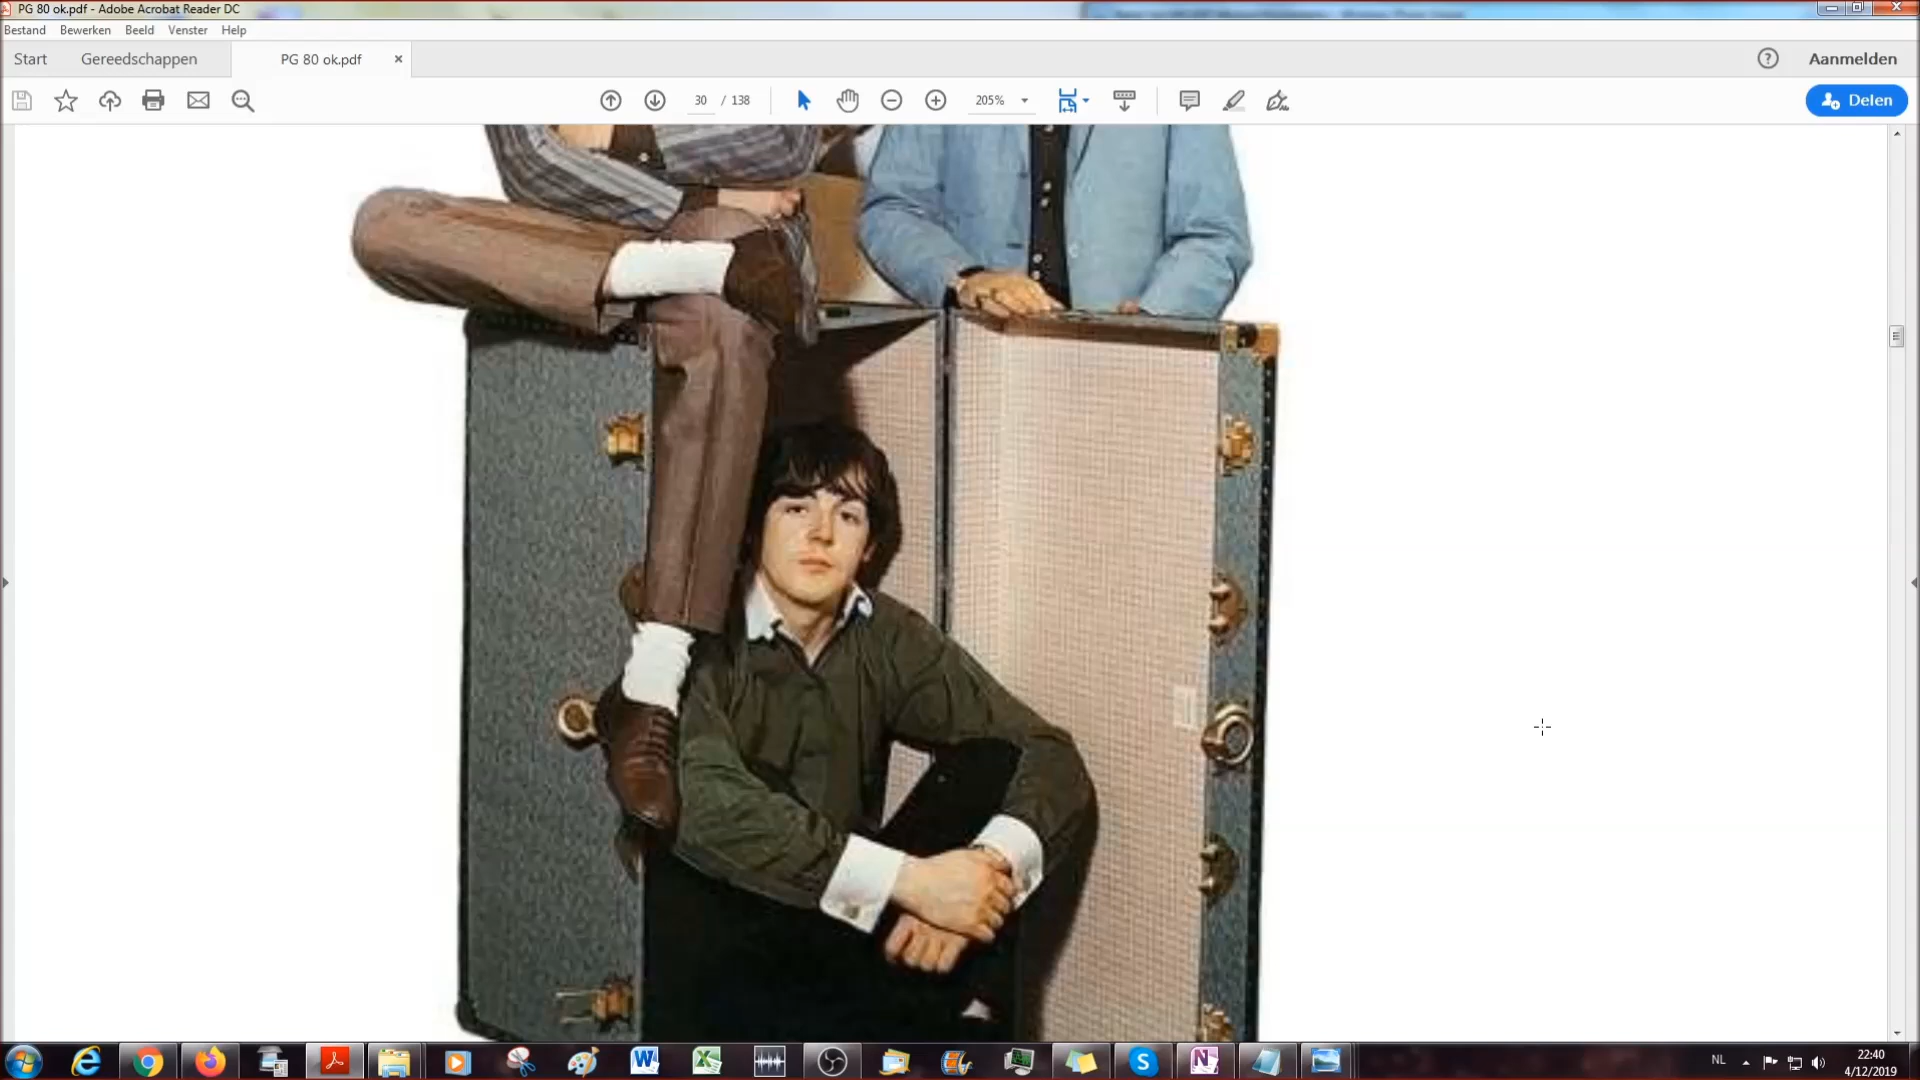 PG 80 ok.pdf - Adobe Acrobat Reader DC
Bestand Bewerken Beeld Venster Help
Start Gereedschappen PG 80 ok.pdf × ? Aanmelden
30 / 138 205% Delen
NL 22:40
4/12/2019